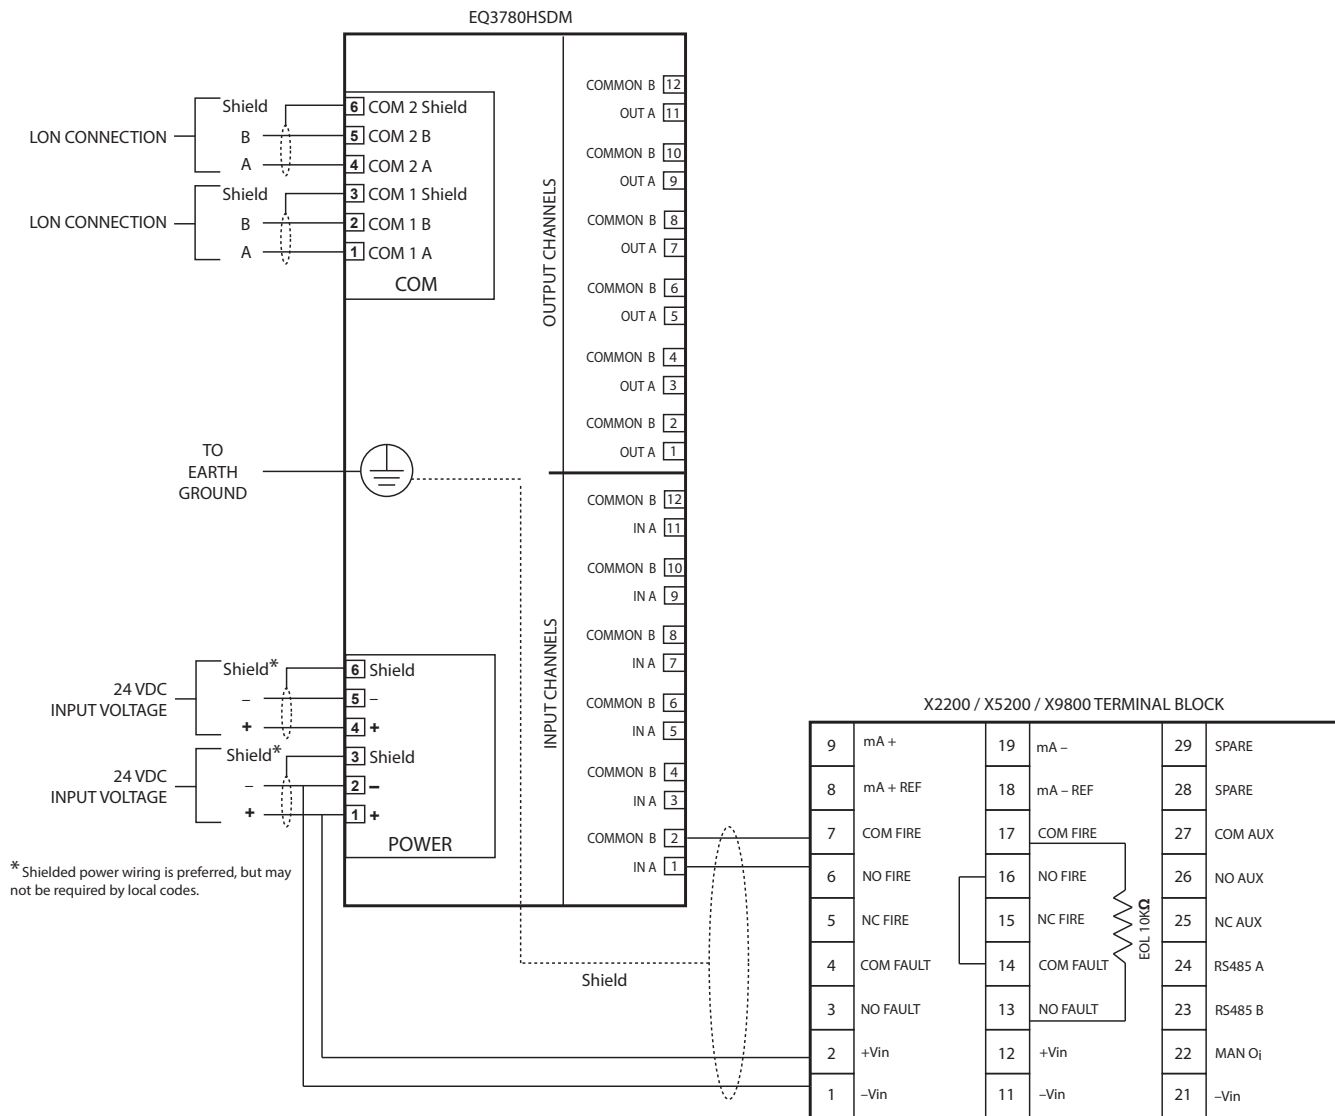 EQ3780HSDM
LON CONNECTION
Shield
B
A
LON CONNECTION
Shield
B
A
6 COM 2 Shield
5 COM 2 B
4 COM 2 A
3 COM 1 Shield
2 COM 1 B
1 COM 1 A
COM
TO
EARTH
GROUND
24 VDC
INPUT VOLTAGE
Shield*
–
+
24 VDC
INPUT VOLTAGE
Shield*
–
+
6 Shield
5 –
4 +
3 Shield
2 –
1 +
POWER
* Shielded power wiring is preferred, but may
not be required by local codes.
OUTPUT CHANNELS
COMMON B 12
OUT A 11
COMMON B 10
OUT A 9
COMMON B 8
OUT A 7
COMMON B 6
OUT A 5
COMMON B 4
OUT A 3
COMMON B 2
OUT A 1
INPUT CHANNELS
COMMON B 12
IN A 11
COMMON B 10
IN A 9
COMMON B 8
IN A 7
COMMON B 6
IN A 5
COMMON B 4
IN A 3
COMMON B 2
IN A 1
Shield
X2200 / X5200 / X9800 TERMINAL BLOCK
9 mA +
8 mA + REF
7 COM FIRE
6 NO FIRE
5 NC FIRE
4 COM FAULT
3 NO FAULT
2 +Vin
1 –Vin
19 mA –
18 mA – REF
17 COM FIRE
16 NO FIRE
15 NC FIRE
14 COM FAULT
13 NO FAULT
12 +Vin
11 –Vin
EOL 10KΩ
29 SPARE
28 SPARE
27 COM AUX
26 NO AUX
25 NC AUX
24 RS485 A
23 RS485 B
22 MAN Oi
21 –Vin